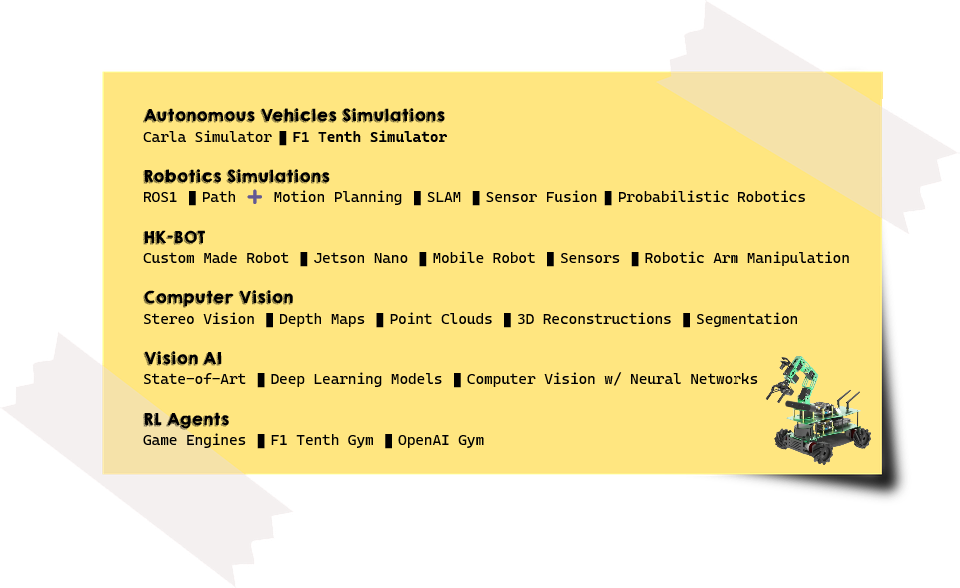 Autonomous Vehicles Simulations
Carla Simulator ▮ F1 Tenth Simulator
Robotics Simulations
ROS1 ▮ Path ➕ Motion Planning ▮ SLAM ▮ Sensor Fusion ▮ Probabilistic Robotics
HK-BOT
Custom Made Robot ▮ Jetson Nano ▮ Mobile Robot ▮ Sensors ▮ Robotic Arm Manipulation
Computer Vision
Stereo Vision ▮ Depth Maps ▮ Point Clouds ▮ 3D Reconstructions ▮ Segmentation
Vision AI
State-of-Art ▮ Deep Learning Models ▮ Computer Vision w/ Neural Networks
RL Agents
Game Engines ▮ F1 Tenth Gym ▮ OpenAI Gym